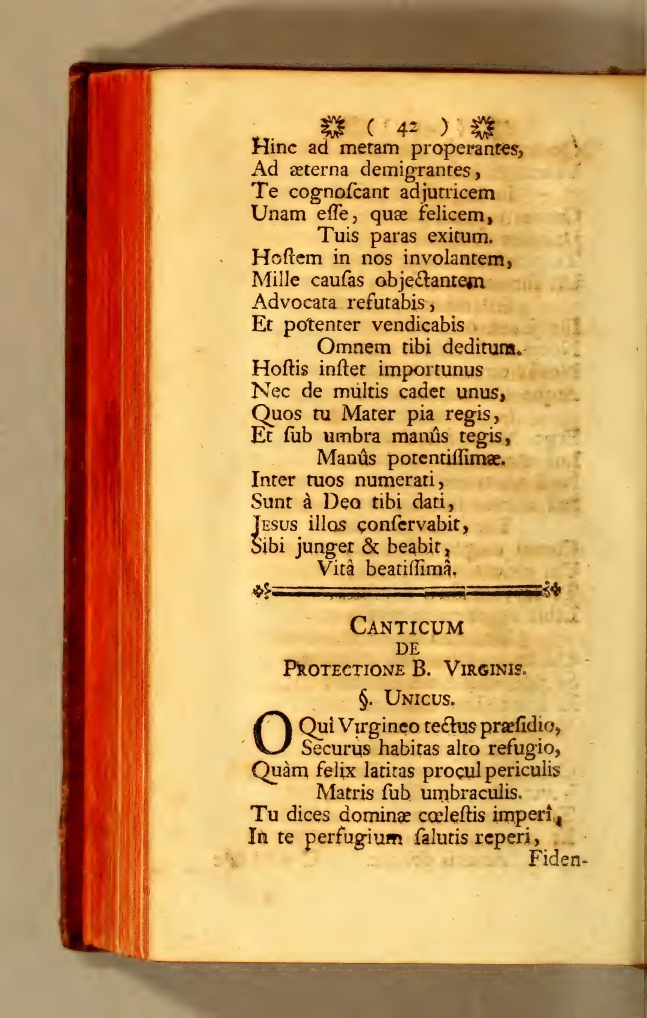 ( 42 )
Hinc ad metam properantes,
Ad æterna demigrantes,
Te cognoſcant adjutricem
Unam eſſe, quæ felicem,
Tuis paras exitum.
Hoſtem in nos involantem,
Mille cauſas objectantem
Advocata refutabis,
Et potenter vendicabis
Omnem tibi deditum.
Hoſtis inſtet importunus
Nec de multis cadet unus,
Quos tu Mater pia regis,
Et ſub umbra manûs tegis,
Manûs potentiſſimæ.
Inter tuos numerati,
Sunt à Deo tibi dati,
JESUS illos conſervabit,
Sibi junget & beabit,
Vitâ beatiſſimâ.
CANTICUM
DE
PROTECTIONE B. VIRGINIS.
§. UNICUS.
O Qui Virgineo tectus præſidio,
Securus habitas alto refugio,
Quàm felix latitas procul periculis
Matris ſub umbraculis.
Tu dices dominæ cœleſtis imperî,
In te perfugium ſalutis reperi,
Fiden-